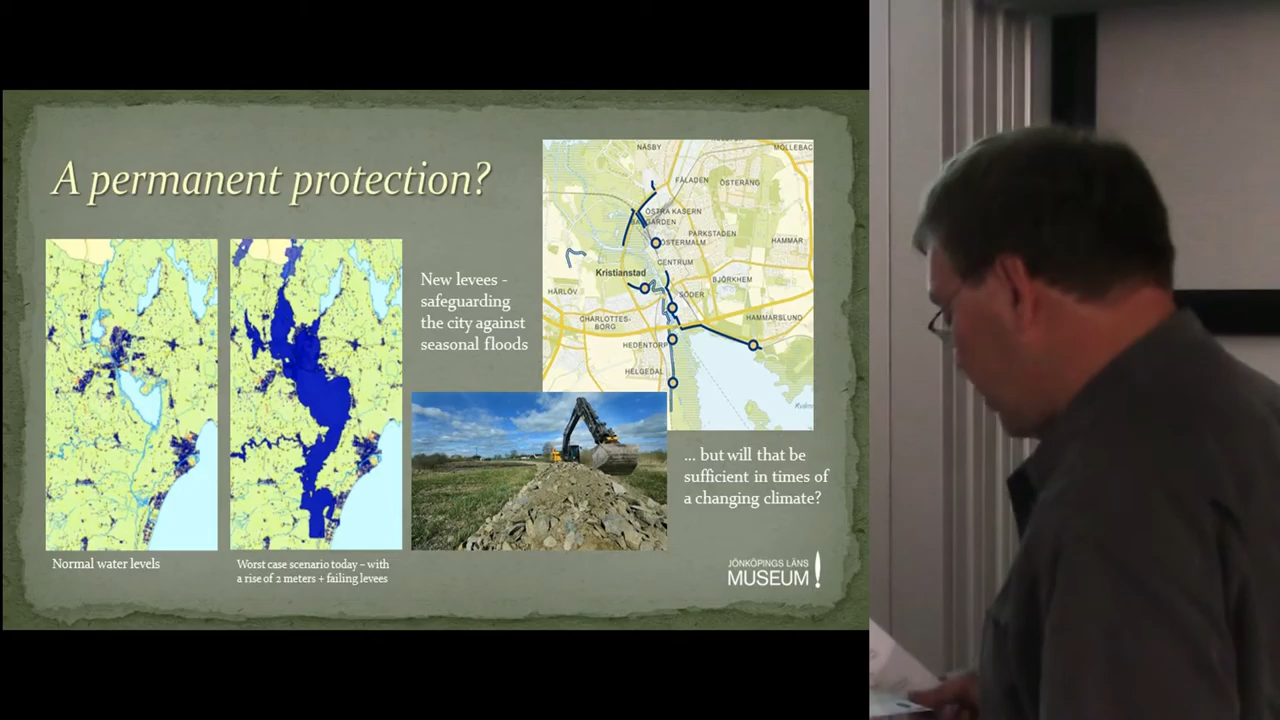 A permanent protection?
New levees -
safeguarding
the city against
seasonal floods
NÄSBY
MÖLLEBAC
FÄLADEN
ÖSTERÄNG
ÖSTRA KASERN
PARKSTADEN
ÖSTERMALM
HAMMAR
CENTRUM
Kristianstad
BJÖRKHEM
HÄRLÖV
SÖDER
CHARLOTTES-
BORG
HAMMARSLUND
HEDENTORP
HELGEDAL
... but will that be
sufficient in times of
a changing climate?
Normal water levels
Worst case scenario today – with
a rise of 2 meters + failing levees
JÖNKÖPINGS LÄNS
MUSEUM!